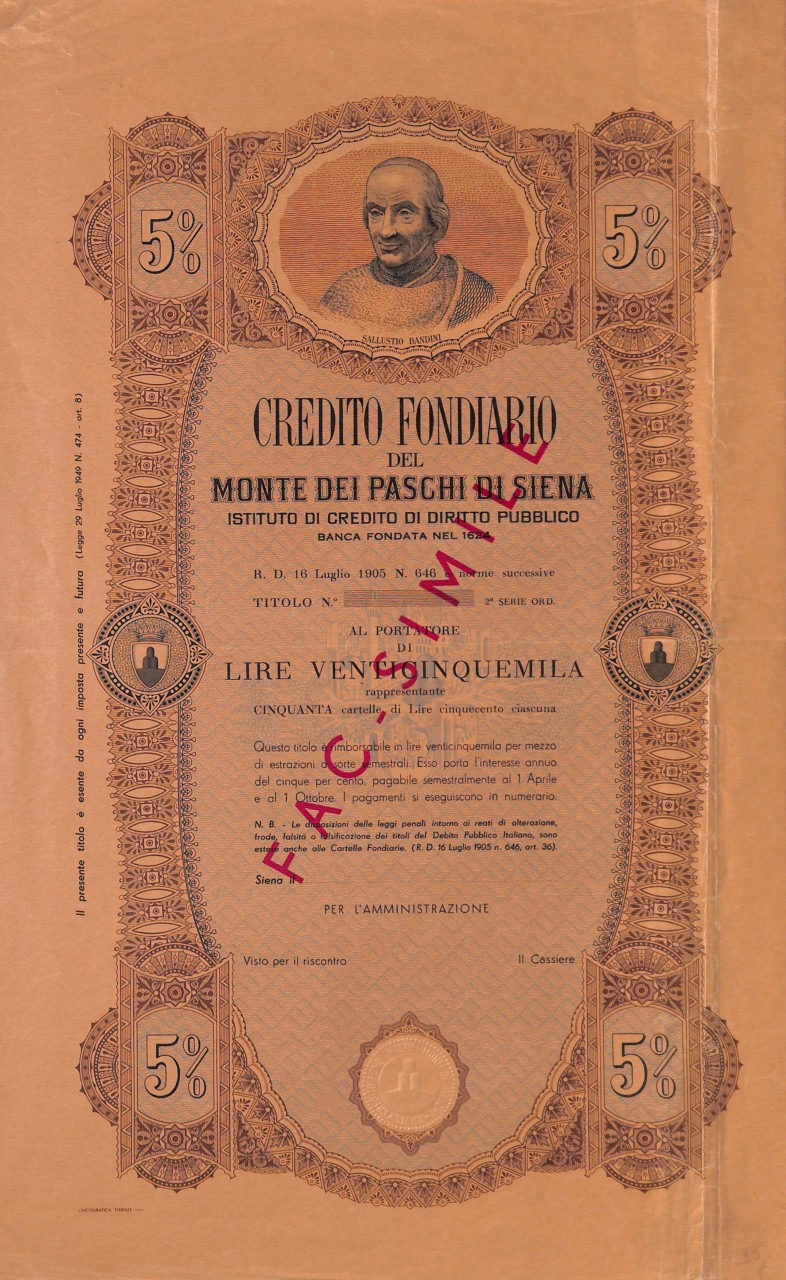 5%
5%
SALLUSTIO BANDINI
CREDITO FONDIARIO
DEL
MONTE DEI PASCHI DI SIENA
ISTITUTO DI CREDITO DI DIRITTO PUBBLICO
BANCA FONDATA NEL 1624
R. D. 16 Luglio 1905 N. 646 e norme successive
TITOLO N.º 2ª SERIE ORD.
AL PORTATORE
DI
LIRE VENTICINQUEMILA
rappresentante
CINQUANTA cartelle di Lire cinquecento ciascuna
Questo titolo è rimborsabile in lire venticinquemila per mezzo
di estrazioni a sorte semestrali. Esso porta l'interesse annuo
del cinque per cento, pagabile semestralmente al 1 Aprile
e al 1 Ottobre. I pagamenti si eseguiscono in numerario.
N. B. - Le disposizioni delle leggi penali intorno ai reati di alterazione,
frode, falsità o falsificazione dei titoli del Debito Pubblico Italiano, sono
estese anche alle Cartelle Fondiarie. (R. D. 16 Luglio 1905 n. 646, art. 36).
Siena li
PER L'AMMINISTRAZIONE
Visto per il riscontro
Il Cassiere
5%
5%
FAC-SIMILE
Il presente titolo è esente da ogni imposta presente e futura (Legge 29 Luglio 1949 N. 474 - art. 8)